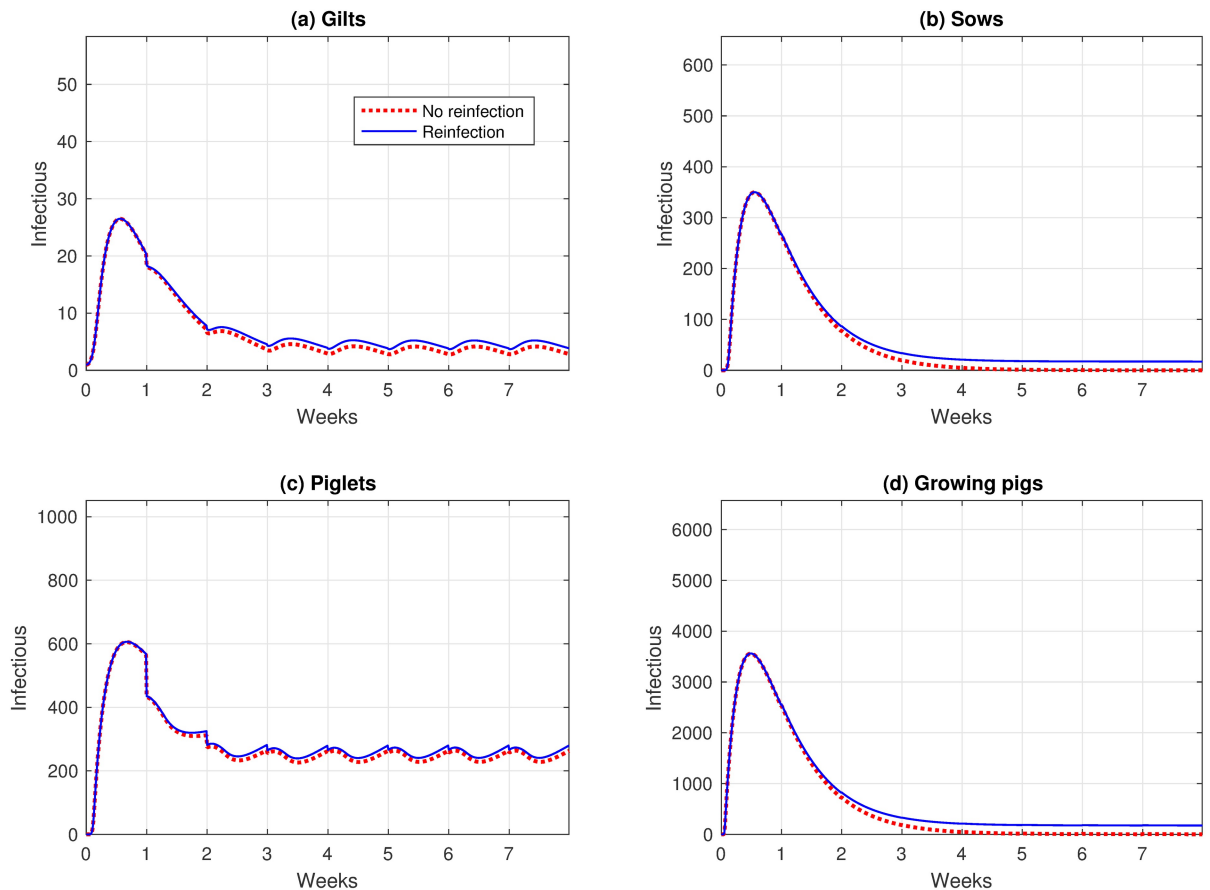 (a) Gilts
50
40
30
20
10
0
Infectious
No reinfection
Reinfection
0 1 2 3 4 5 6 7
Weeks
(b) Sows
600
500
400
300
200
100
0
Infectious
0 1 2 3 4 5 6 7
Weeks
(c) Piglets
1000
800
600
400
200
0
Infectious
0 1 2 3 4 5 6 7
Weeks
(d) Growing pigs
6000
5000
4000
3000
2000
1000
0
Infectious
0 1 2 3 4 5 6 7
Weeks